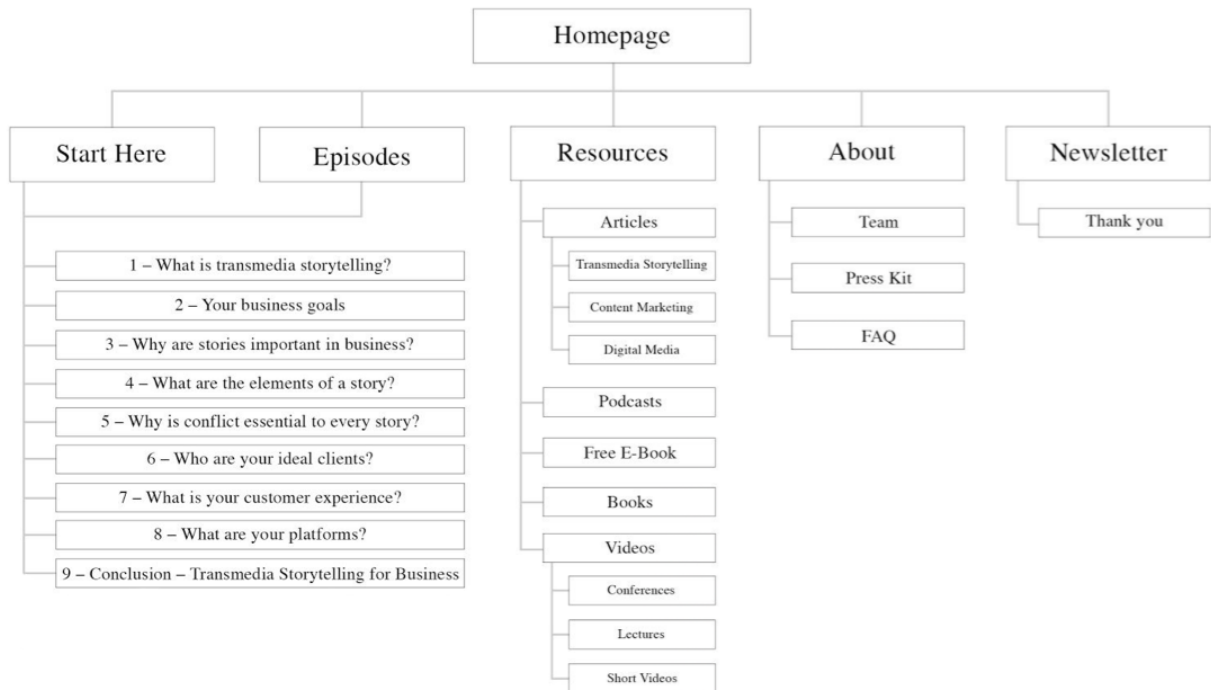 Homepage
Start Here
Episodes
Resources
About
Newsletter
1 – What is transmedia storytelling?
2 – Your business goals
3 – Why are stories important in business?
4 – What are the elements of a story?
5 – Why is conflict essential to every story?
6 – Who are your ideal clients?
7 – What is your customer experience?
8 – What are your platforms?
9 – Conclusion – Transmedia Storytelling for Business
Articles
Transmedia Storytelling
Content Marketing
Digital Media
Podcasts
Free E-Book
Books
Videos
Conferences
Lectures
Short Videos
Team
Press Kit
FAQ
Thank you